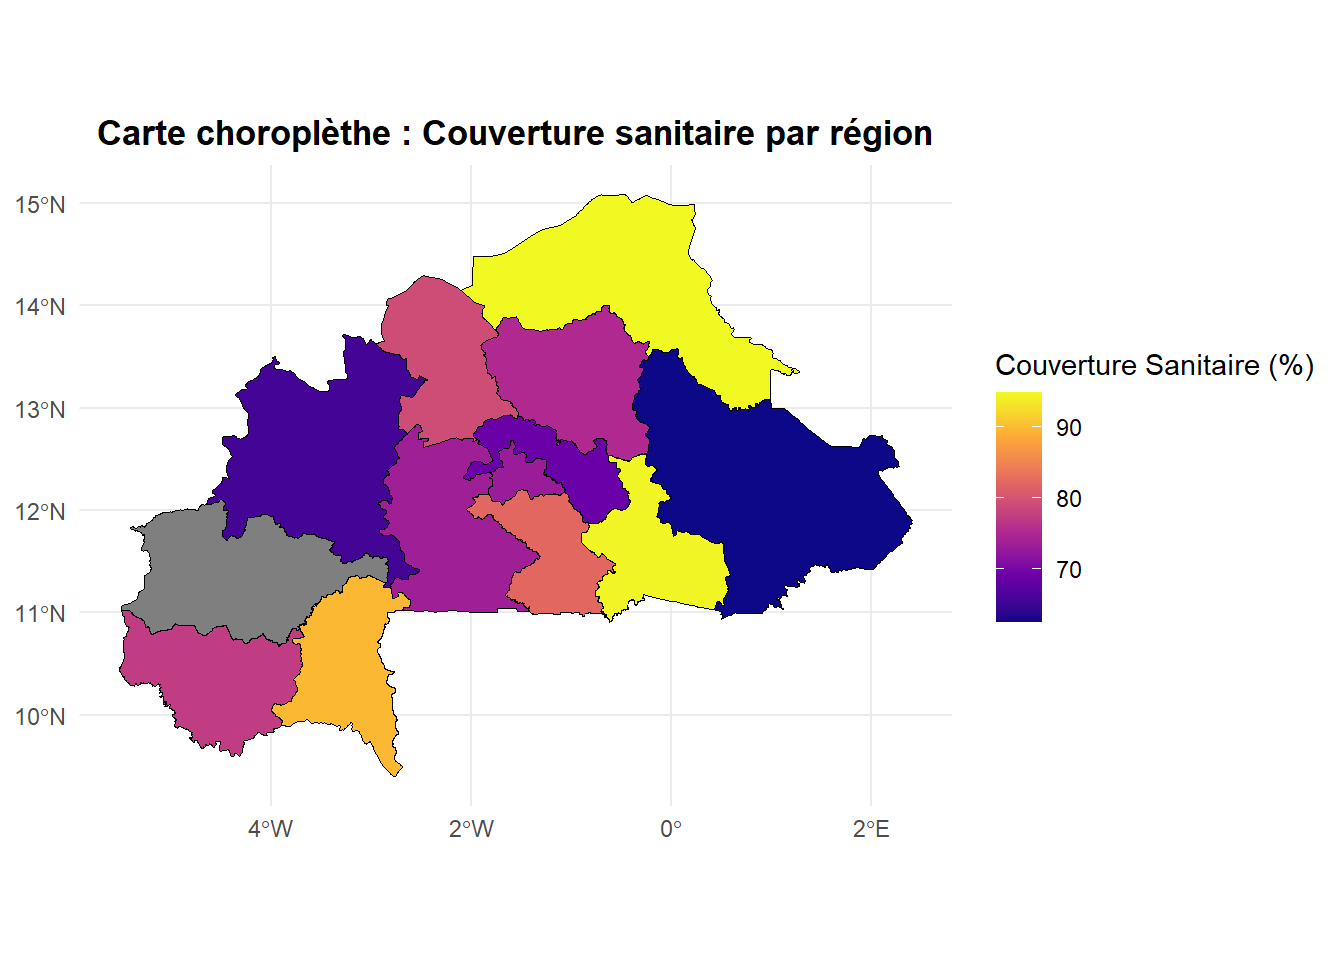 Carte choroplèthe : Couverture sanitaire par région
15°N
14°N
13°N
12°N
11°N
10°N
4°W
2°W
0°
2°E
Couverture Sanitaire (%)
90
80
70